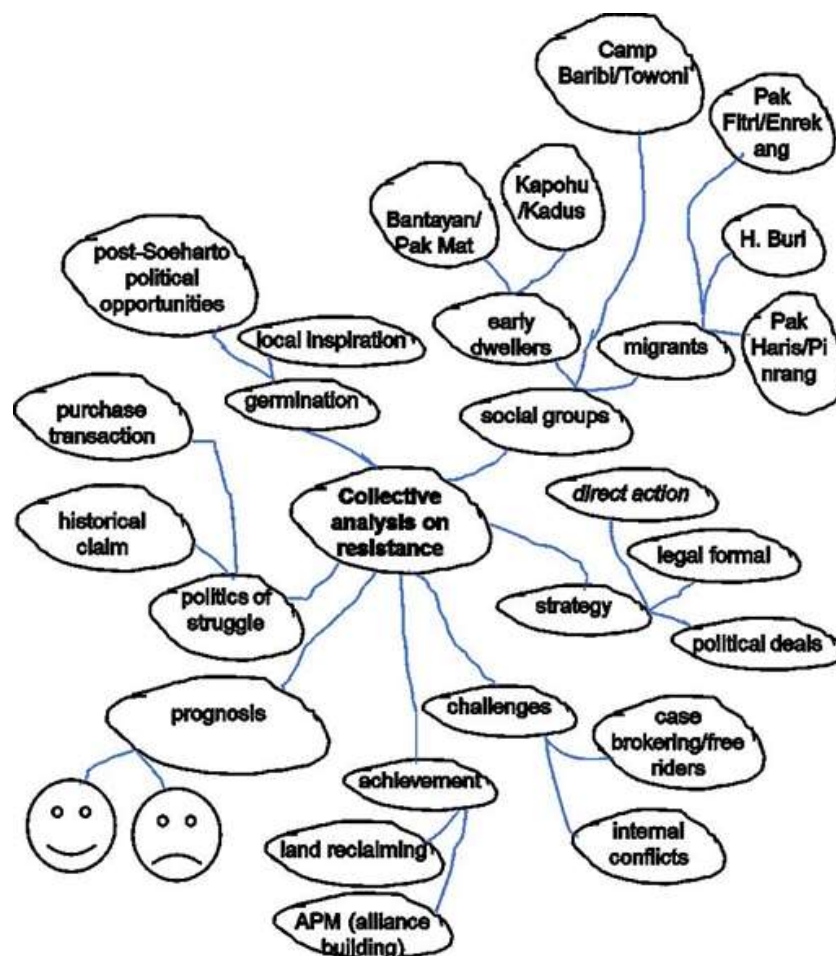 Camp
Baribi/Towoni
Pak
Fitri/Enrek
ang
Kapohu
/Kadus
Bantayan/
Pak Mat
H. Buri
post-Soeharto
political
opportunities
early
dwellers
migrants
Pak
Haris/Pi
nrang
local inspiration
germination
social groups
purchase
transaction
Collective
analysis on
resistance
direct action
historical
claim
legal formal
politics of
struggle
strategy
political deals
prognosis
challenges
case
brokering/free
riders
achievement
land reclaiming
internal
conflicts
APM (alliance
building)